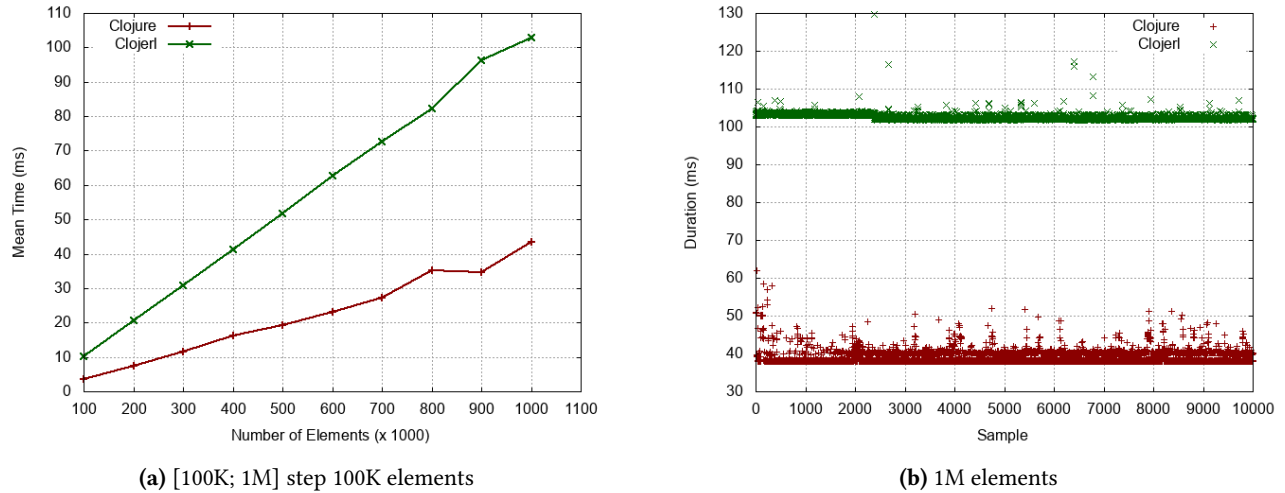 Clojure
Clojerl
110
100
90
80
70
60
50
40
30
20
10
0
Mean Time (ms)
100 200 300 400 500 600 700 800 900 1000 1100
Number of Elements (x 1000)
(a) [100K; 1M] step 100K elements
Clojure
Clojerl
130
120
110
100
90
80
70
60
50
40
30
Duration (ms)
0 1000 2000 3000 4000 5000 6000 7000 8000 9000 10000
Sample
(b) 1M elements